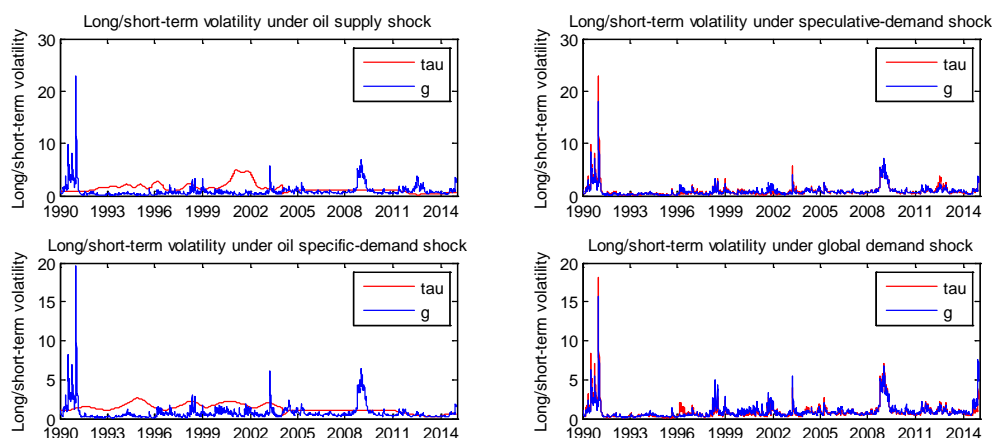 Long/short-term volatility under oil supply shock
Long/short-term volatility
30
20
10
0
tau
g
1990 1993 1996 1999 2002 2005 2008 2011 2014
Long/short-term volatility under speculative-demand shock
Long/short-term volatility
30
20
10
0
tau
g
1990 1993 1996 1999 2002 2005 2008 2011 2014
Long/short-term volatility under oil specific-demand shock
Long/short-term volatility
20
15
10
5
0
tau
g
1990 1993 1996 1999 2002 2005 2008 2011 2014
Long/short-term volatility under global demand shock
Long/short-term volatility
20
15
10
5
0
tau
g
1990 1993 1996 1999 2002 2005 2008 2011 2014